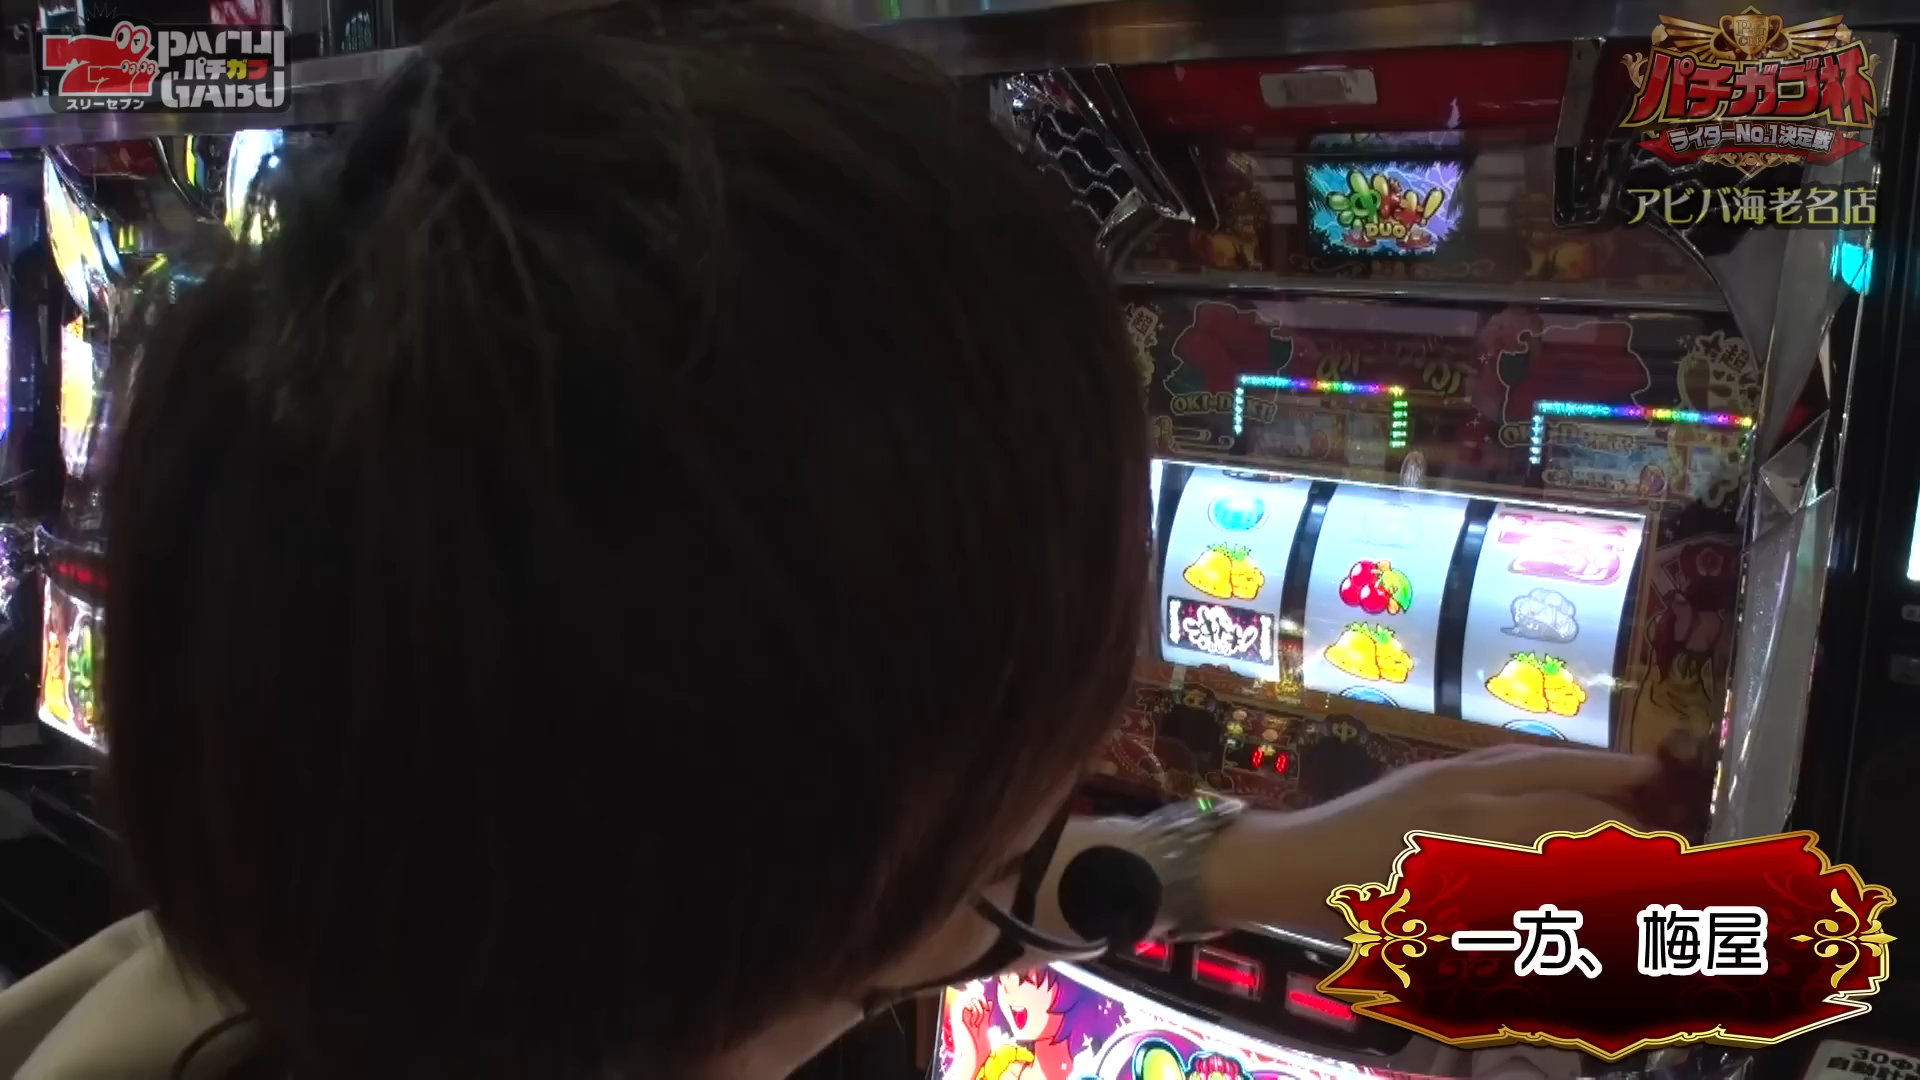 スリーセブン
PACHI
パチガブ
GABU
パチガブ杯
ライターNo.1決定戦
アビバ海老名店
沖ドキ!
DUO
OKI-DOKI
一方、梅屋